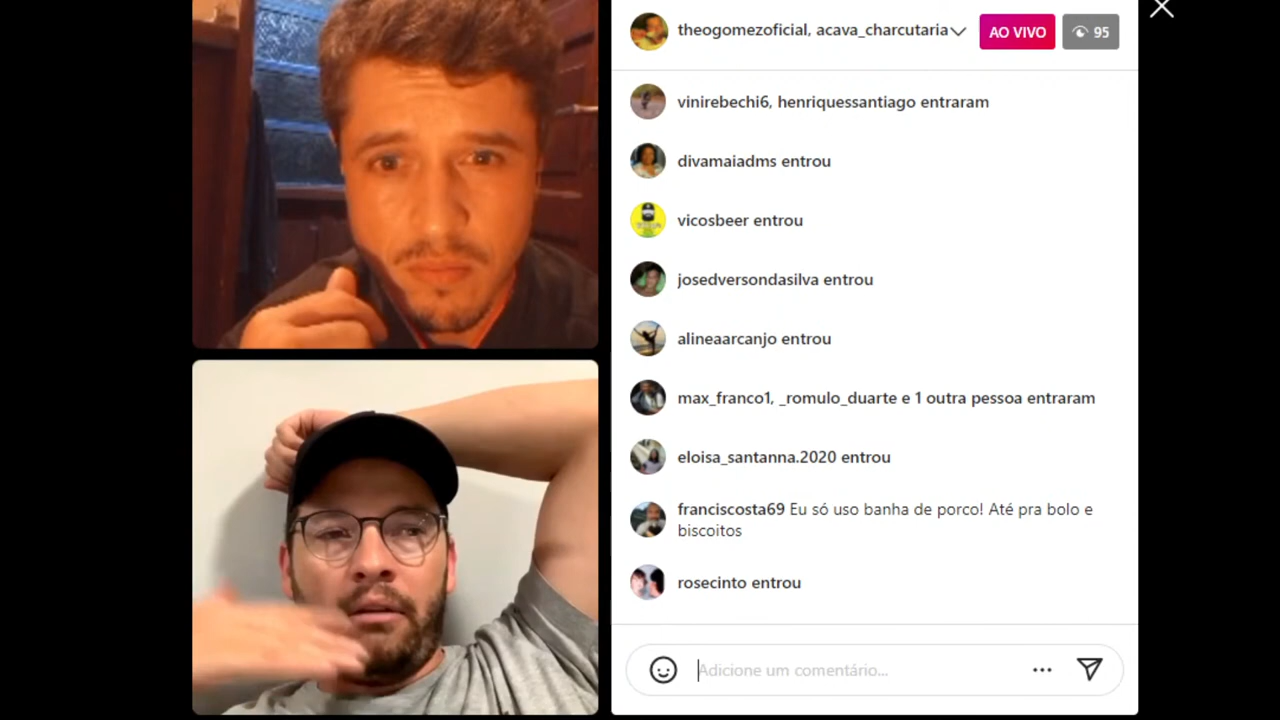 theogomezoficial, acava_charcutaria
AO VIVO
95
vinirebechi6, henriquessantiago entraram
divamaiadms entrou
vicosbeer entrou
josedversondasilva entrou
alineaarcanjo entrou
max_franco1, _romulo_duarte e 1 outra pessoa entraram
eloisa_santanna.2020 entrou
franciscosta69 Eu só uso banha de porco! Até pra bolo e
biscoitos
rosecinto entrou
Adicione um comentário...